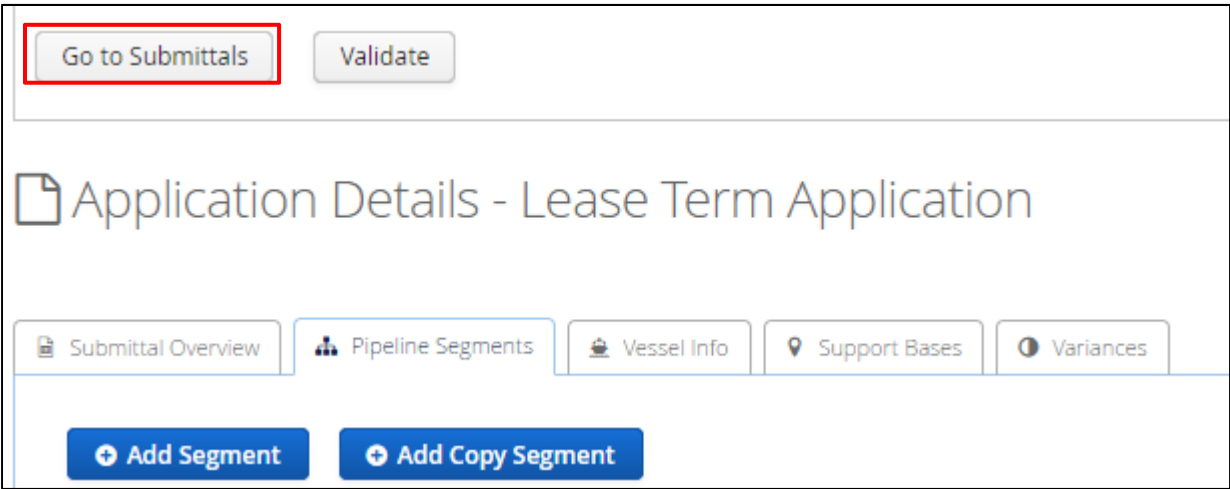 Go to Submittals Validate
Application Details - Lease Term Application
Submittal Overview Pipeline Segments Vessel Info Support Bases Variances
Add Segment Add Copy Segment